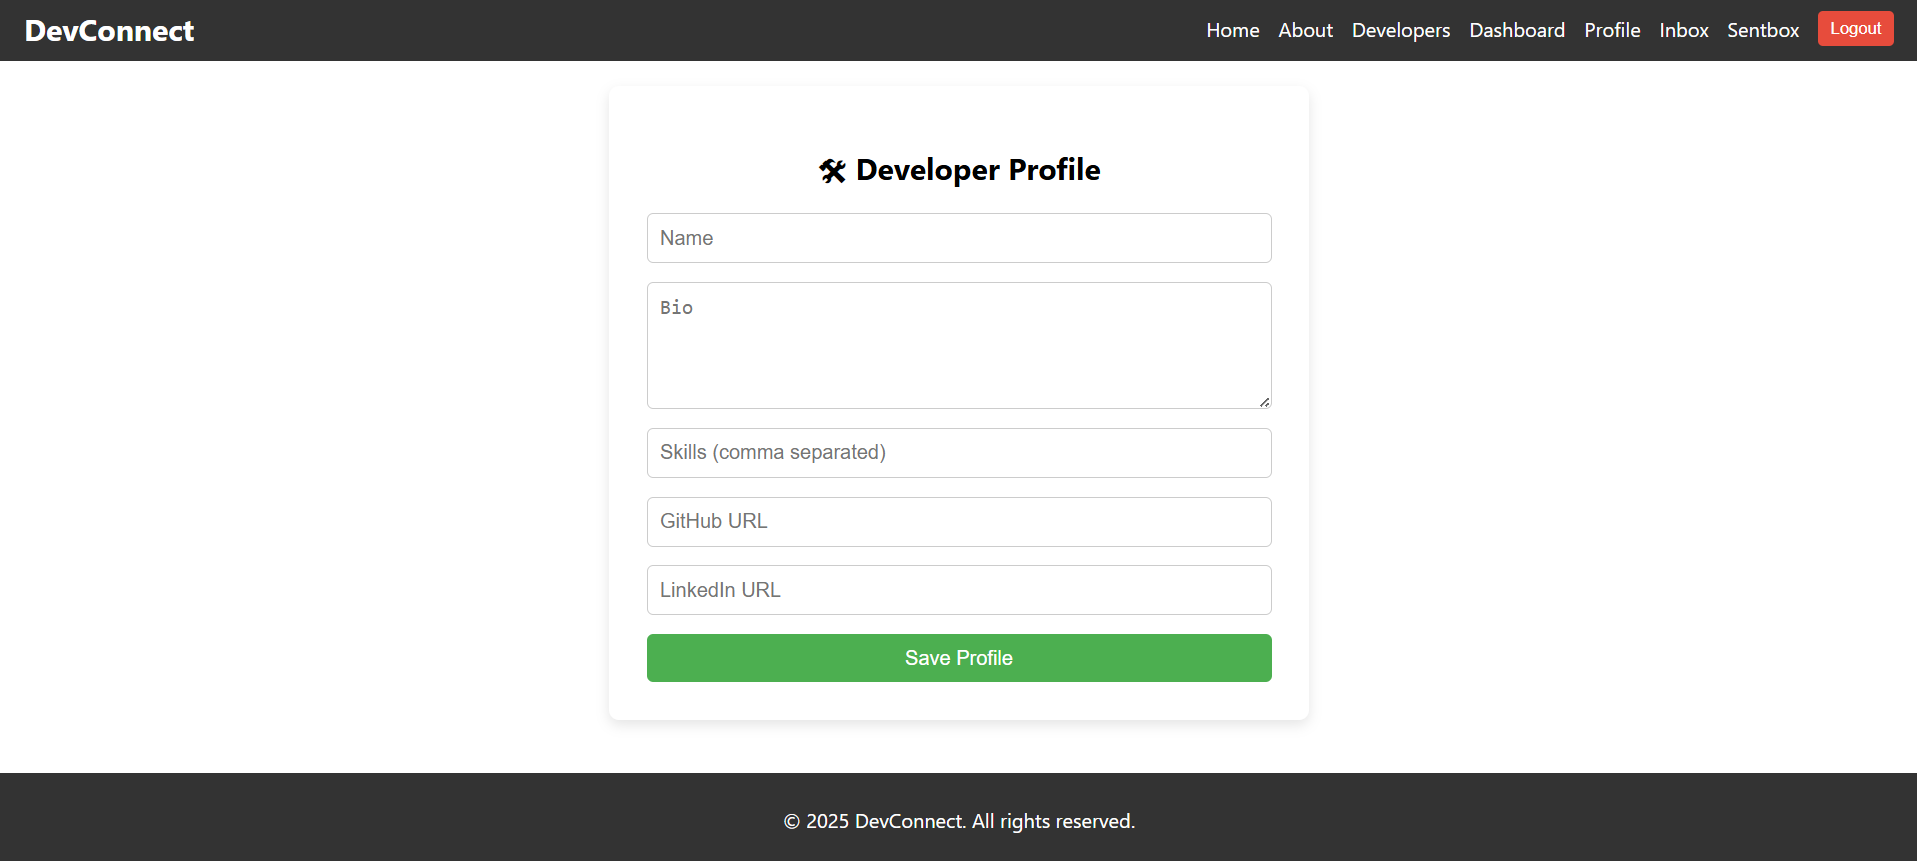 DevConnect
Home About Developers Dashboard Profile Inbox Sentbox Logout
🛠 Developer Profile
Name
Bio
Skills (comma separated)
GitHub URL
LinkedIn URL
Save Profile
© 2025 DevConnect. All rights reserved.